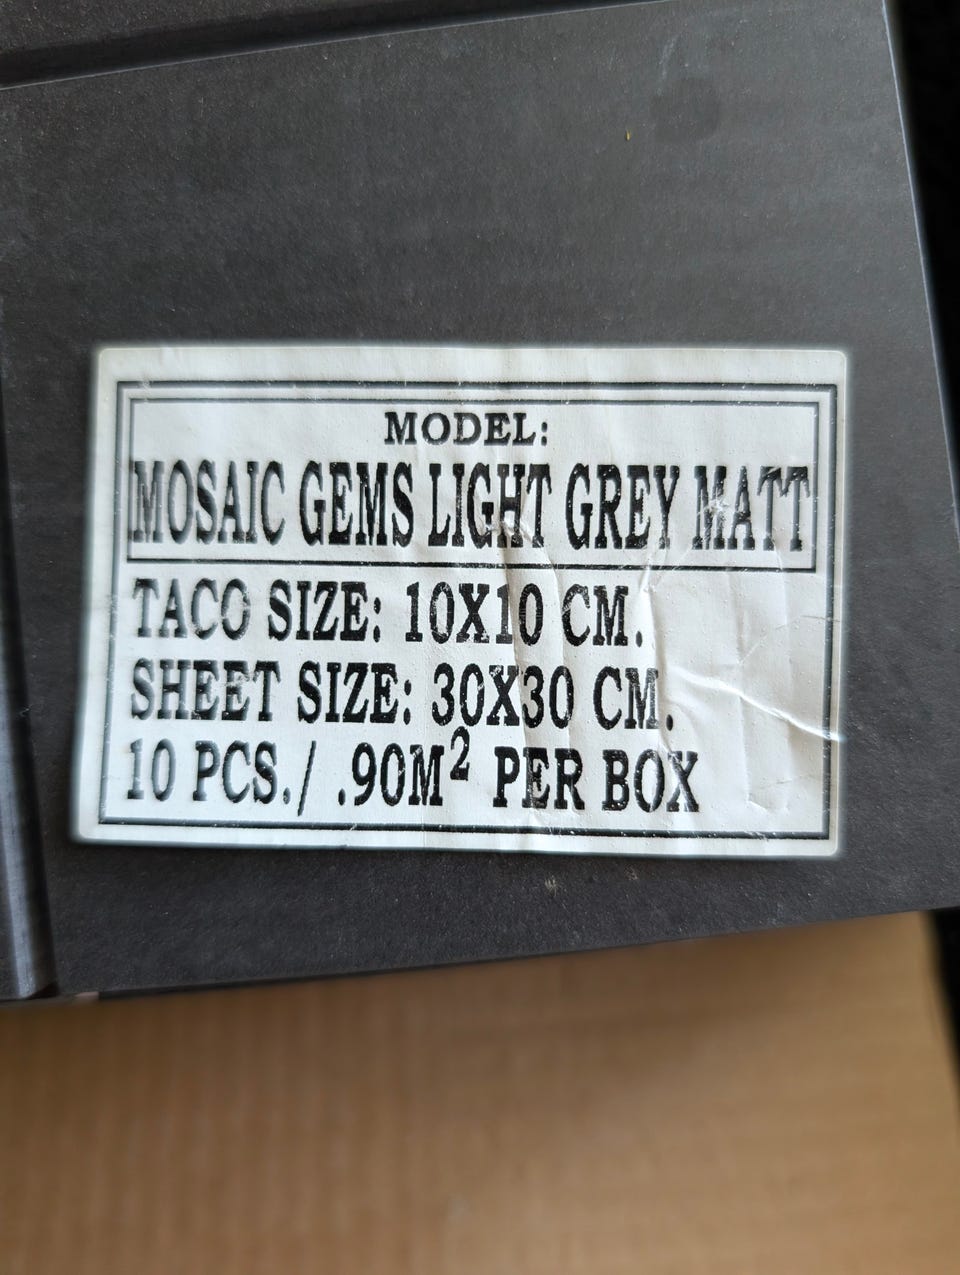 MODEL:
MOSAIC GEMS LIGHT GREY MATT
TACO SIZE: 10X10 CM.
SHEET SIZE: 30X30 CM.
10 PCS./ .90M² PER BOX